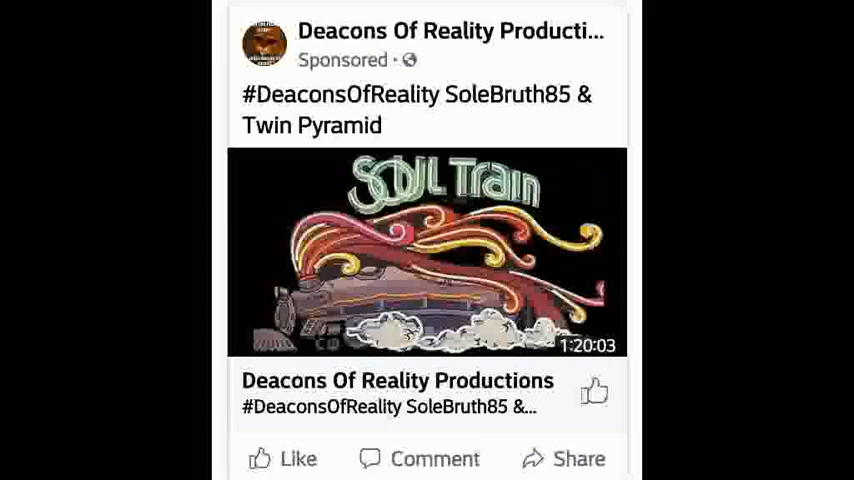 Deacons Of Reality Producti...
Sponsored ·
#DeaconsOfReality SoleBruth85 &
Twin Pyramid
SOUL Train
1:20:03
Deacons Of Reality Productions
#DeaconsOfReality SoleBruth85 &...
Like Comment Share